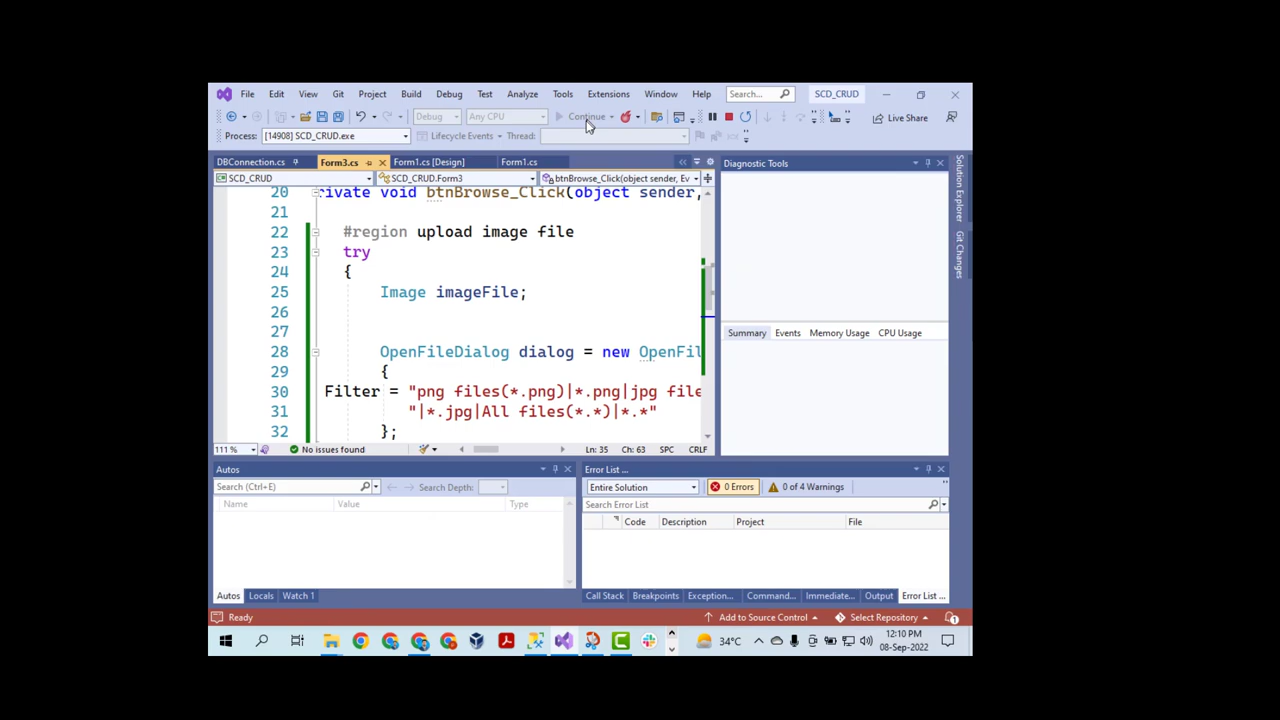 File Edit View Git Project Build Debug Test Analyze Tools Extensions Window Help Search... SCD_CRUD
Debug Any CPU Continue Live Share
Process: [14908] SCD_CRUD.exe Lifecycle Events Thread:
DBConnection.cs Form3.cs Form1.cs [Design] Form1.cs
SCD_CRUD SCD_CRUD.Form3 btnBrowse_Click(object sender, Ev
20 rivate void btnBrowse_Click(object sender,
21
22 #region upload image file
23 try
24 {
25 Image imageFile;
26
27
28 OpenFileDialog dialog = new OpenFil
29 {
30 Filter = "png files(*.png)|*.png|jpg file
31 "|*.jpg|All files(*.*)|*.*"
32 };
111 % No issues found Ln: 35 Ch: 63 SPC CRLF
Diagnostic Tools
Summary Events Memory Usage CPU Usage
Solution Explorer
Git Changes
Autos
Search (Ctrl+E) Search Depth:
Name Value Type
Autos Locals Watch 1
Error List ...
Entire Solution 0 Errors 0 of 4 Warnings
Search Error List
Code Description Project File
Call Stack Breakpoints Exception... Command... Immediate... Output Error List ...
Ready Add to Source Control Select Repository 1
34°C 12:10 PM
08-Sep-2022